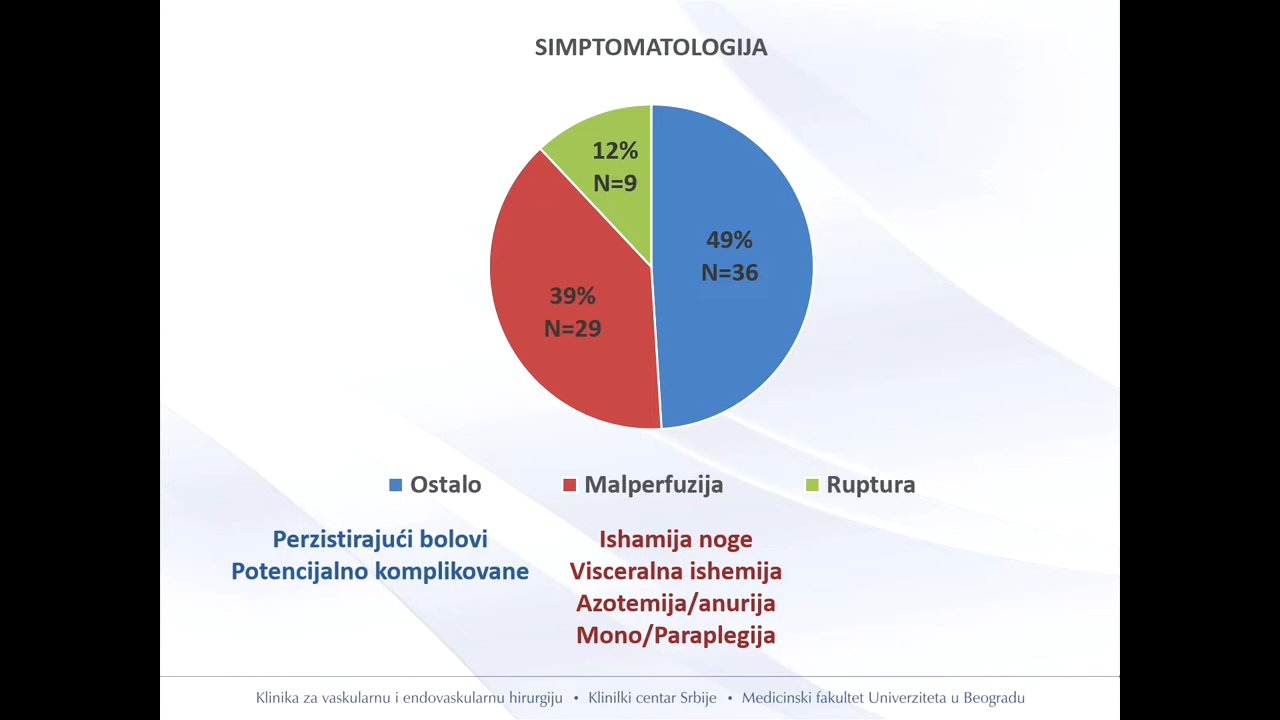 SIMPTOMATOLOGIJA
12%
N=9
49%
N=36
39%
N=29
Ostalo
Malperfuzija
Ruptura
Perzistirajući bolovi
Potencijalno komplikovane
Ishamija noge
Visceralna ishemija
Azotemija/anurija
Mono/Paraplegija
Klinika za vaskularnu i endovaskularnu hirurgiju • Klinilki centar Srbije • Medicinski fakultet Univerziteta u Beogradu